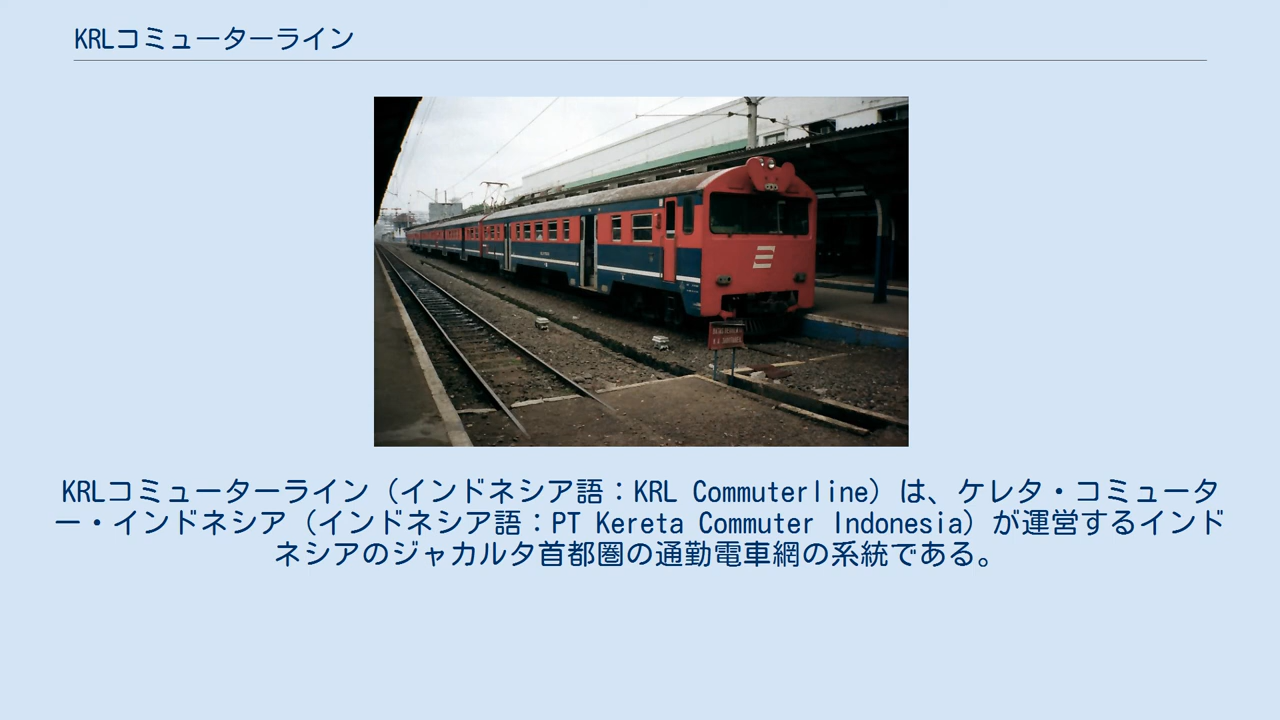 KRLコミューターライン
KRLコミューターライン（インドネシア語：KRL Commuterline）は、ケレタ・コミュータ
ー・インドネシア（インドネシア語：PT Kereta Commuter Indonesia）が運営するインド
ネシアのジャカルタ首都圏の通勤電車網の系統である。